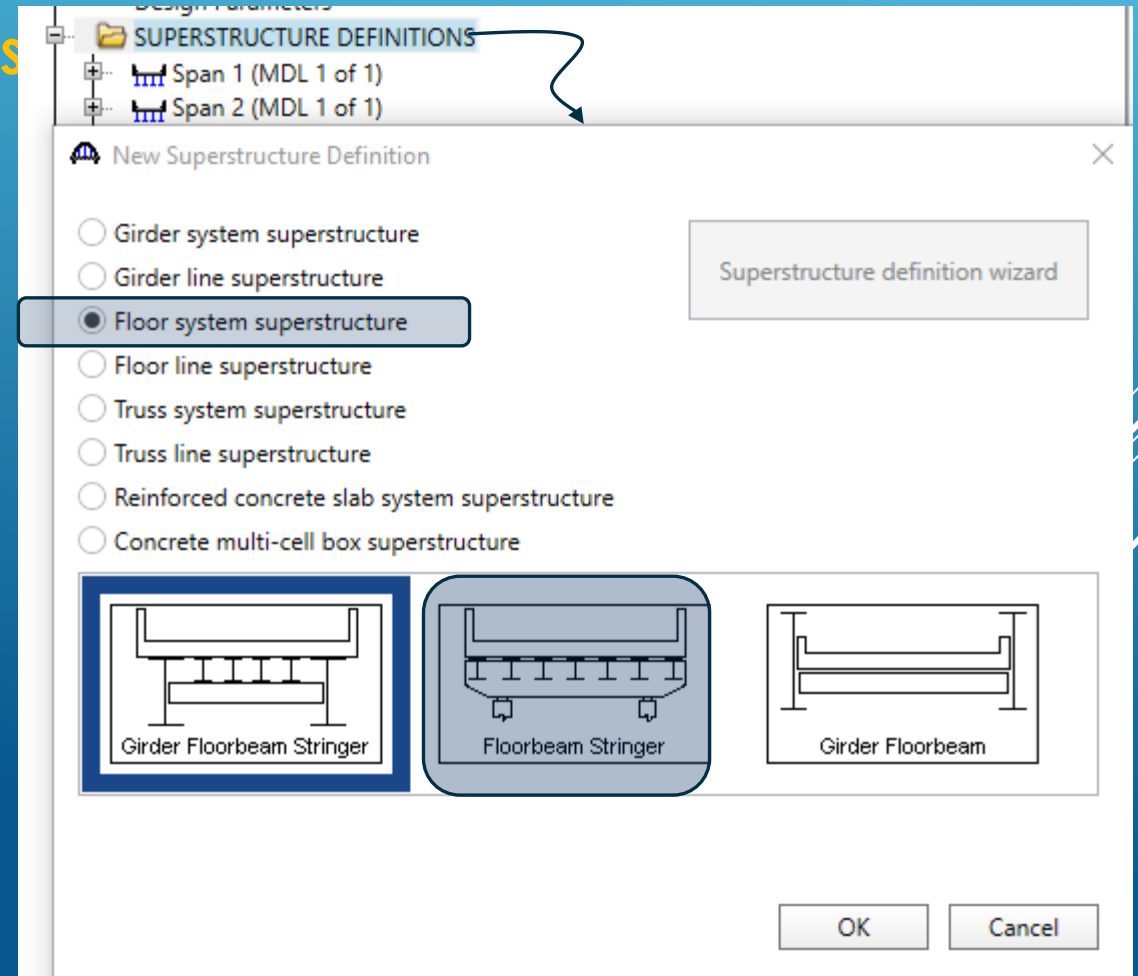 Design Parameters
SUPERSTRUCTURE DEFINITIONS
S
Span 1 (MDL 1 of 1)
Span 2 (MDL 1 of 1)
New Superstructure Definition
Girder system superstructure
Superstructure definition wizard
Girder line superstructure
Floor system superstructure
Floor line superstructure
Truss system superstructure
Truss line superstructure
Reinforced concrete slab system superstructure
Concrete multi-cell box superstructure
Girder Floorbeam Stringer
Floorbeam Stringer
Girder Floorbeam
OK
Cancel